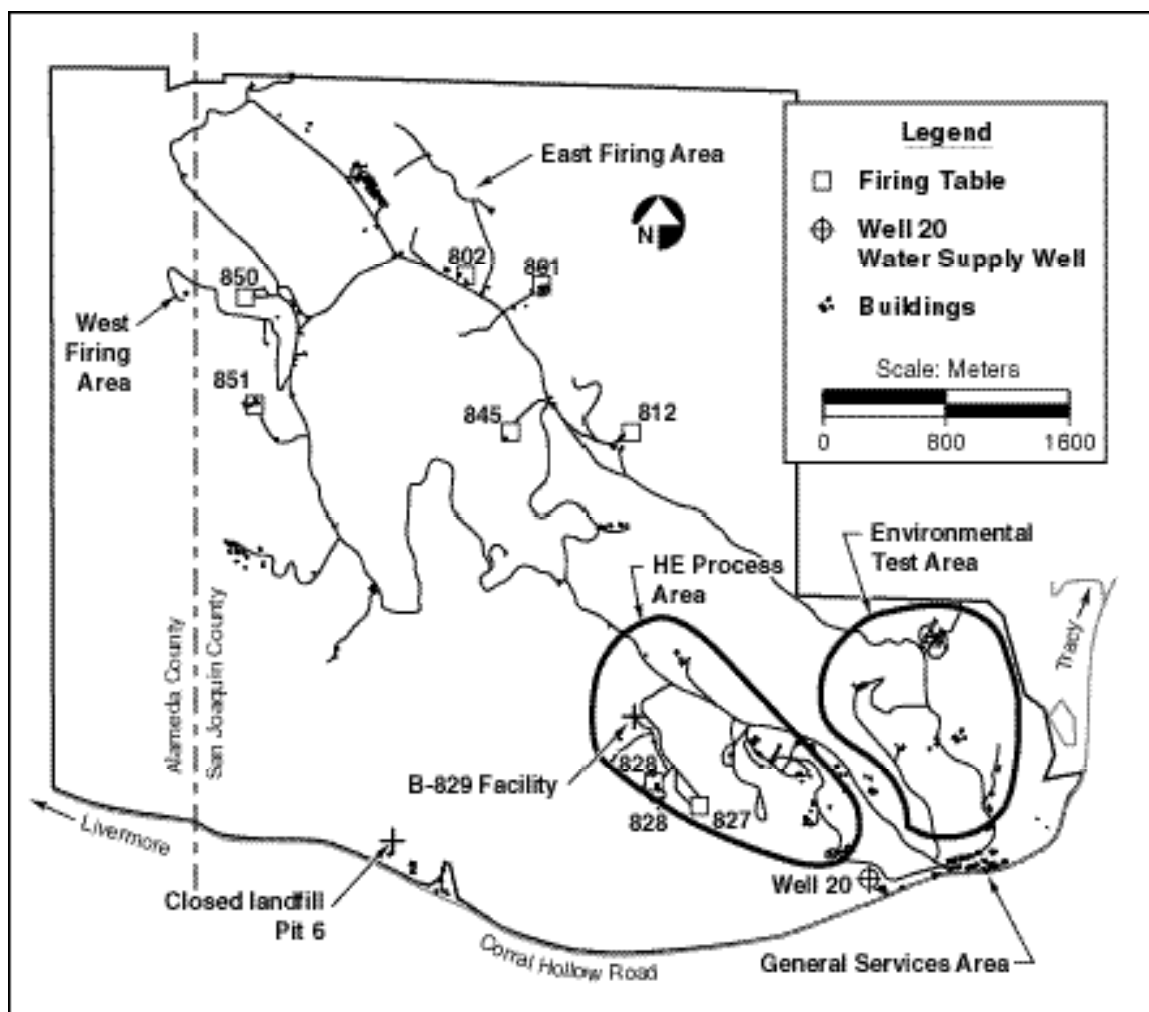 Legend
Firing Table
Well 20
Water Supply Well
Buildings
Scale: Meters
0 800 1600
East Firing Area
N
802
801
850
West
Firing
Area
851
845
812
Environmental
Test Area
HE Process
Area
Alameda County
San Joaquin County
Tracy
B-829 Facility
828
828
827
Livermore
Closed landfill
Pit 6
Well 20
Corral Hollow Road
General Services Area